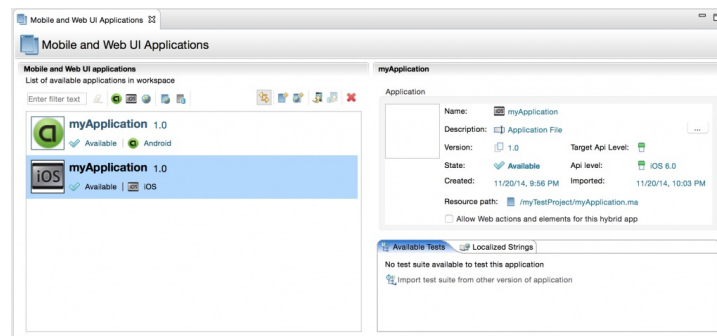 Mobile and Web UI Applications
Mobile and Web UI Applications
Mobile and Web UI applications
List of available applications in workspace
Enter filter text
iOS
myApplication 1.0
Available | Android
iOS
myApplication 1.0
Available | iOS iOS
myApplication
Application
Name: iOS myApplication
Description: Application File ...
Version: 1.0 Target Api Level:
State: Available Api level: iOS 6.0
Created: 11/20/14, 9:56 PM Imported: 11/20/14, 10:03 PM
Resource path: /myTestProject/myApplication.ma
Allow Web actions and elements for this hybrid app
Available Tests Localized Strings
No test suite available to test this application
Import test suite from other version of application